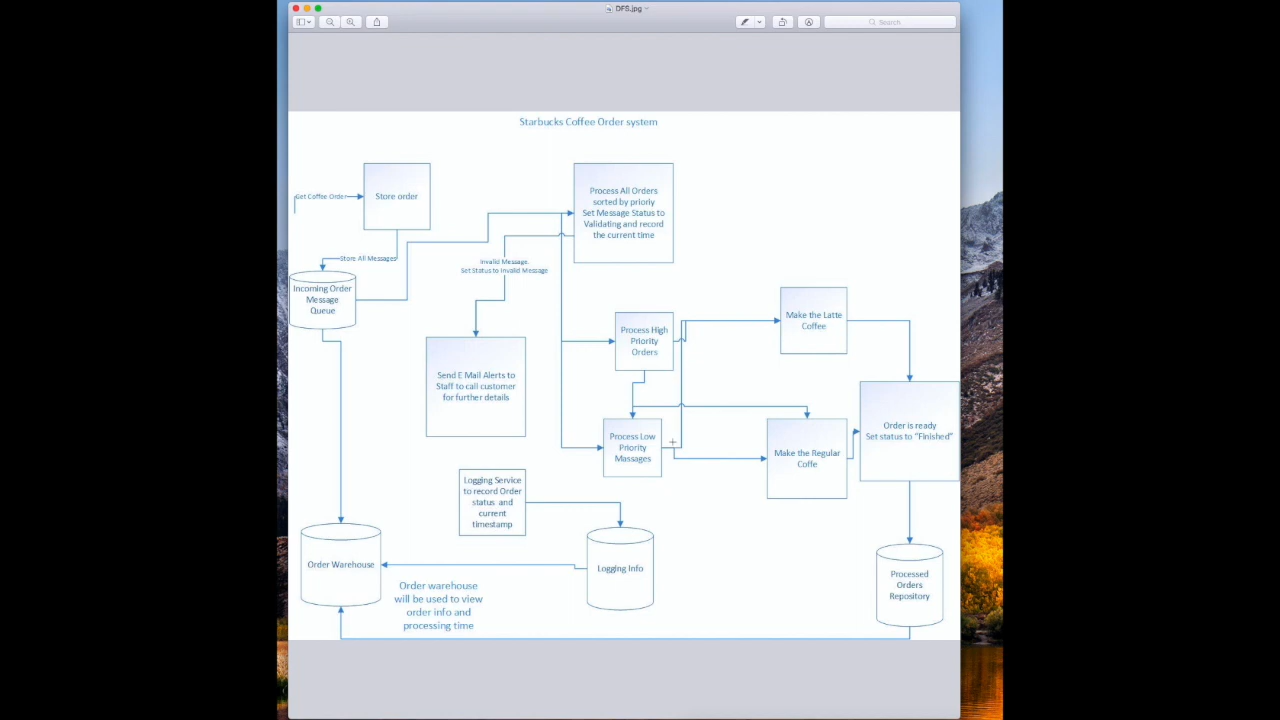 DFS.jpg
Search
Starbucks Coffee Order system
Get Coffee Order
Store order
Process All Orders
sorted by prioriy
Set Message Status to
Validating and record
the current time
Store All Messages
Invalid Message.
Set Status to Invalid Message
Incoming Order
Message
Queue
Process High
Priority
Orders
Make the Latte
Coffee
Send E Mail Alerts to
Staff to call customer
for further details
Process Low
Priority
Massages
Make the Regular
Coffe
Order is ready
Set status to "Finished"
Logging Service
to record Order
status and
current
timestamp
Order Warehouse
Logging Info
Processed
Orders
Repository
Order warehouse
will be used to view
order info and
processing time